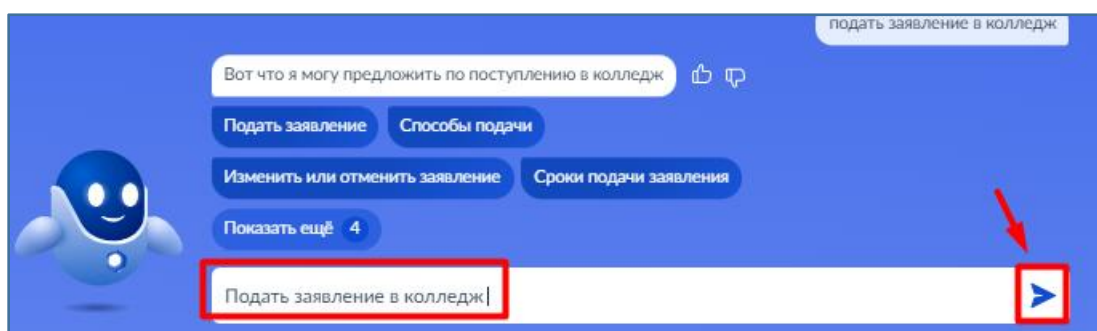 подать заявление в колледж
Вот что я могу предложить по поступлению в колледж
Подать заявление Способы подачи
Изменить или отменить заявление Сроки подачи заявления
Показать ещё 4
Подать заявление в колледж